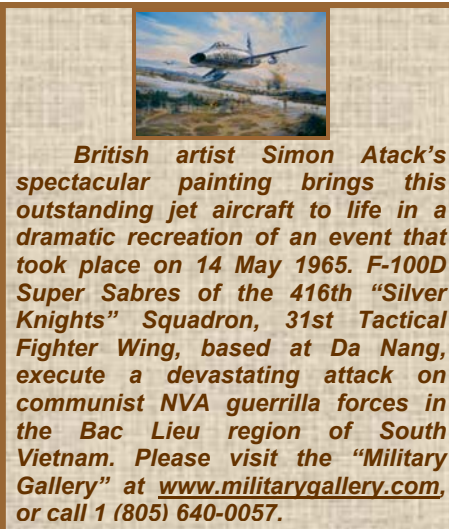 British artist Simon Atack's
spectacular painting brings this
outstanding jet aircraft to life in a
dramatic recreation of an event that
took place on 14 May 1965. F-100D
Super Sabres of the 416th “Silver
Knights” Squadron, 31st Tactical
Fighter Wing, based at Da Nang,
execute a devastating attack on
communist NVA guerrilla forces in
the Bac Lieu region of South
Vietnam. Please visit the “Military
Gallery” at www.militarygallery.com,
or call 1 (805) 640-0057.